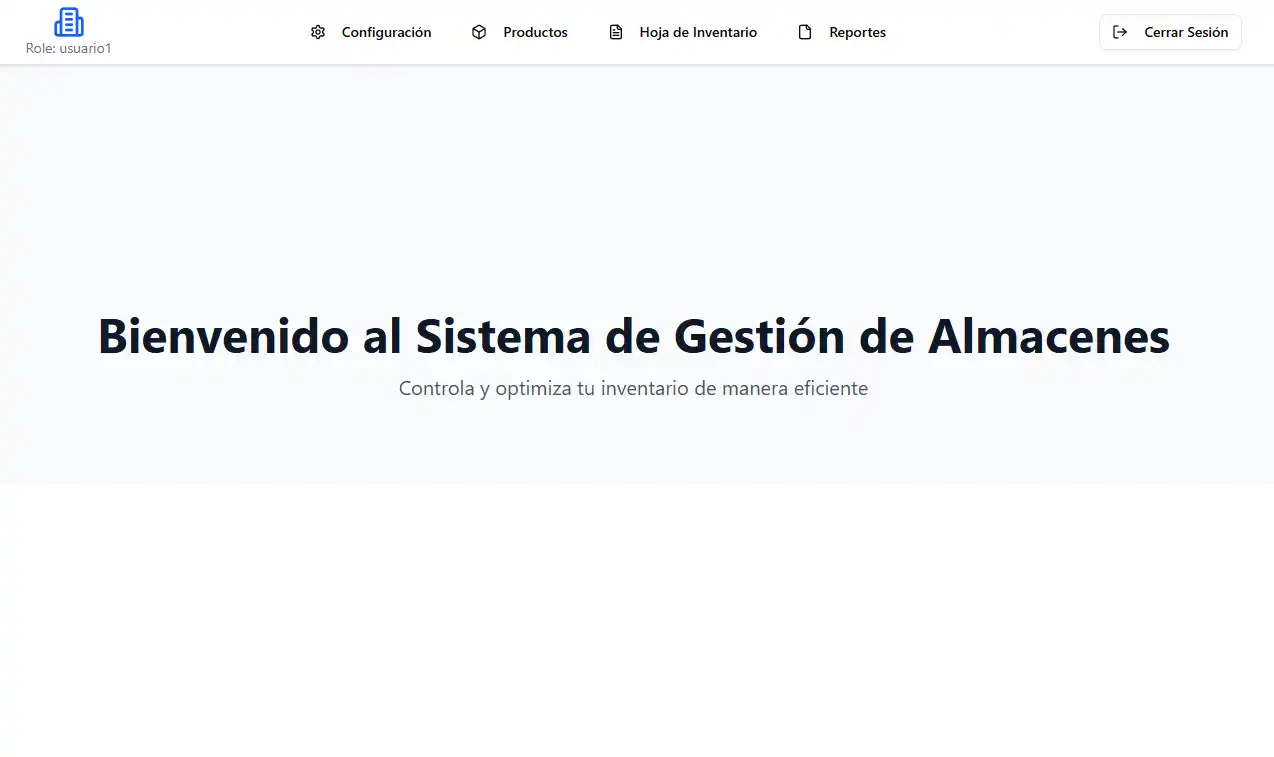 Role: usuario1
Configuración
Productos
Hoja de Inventario
Reportes
Cerrar Sesión
Bienvenido al Sistema de Gestión de Almacenes
Controla y optimiza tu inventario de manera eficiente